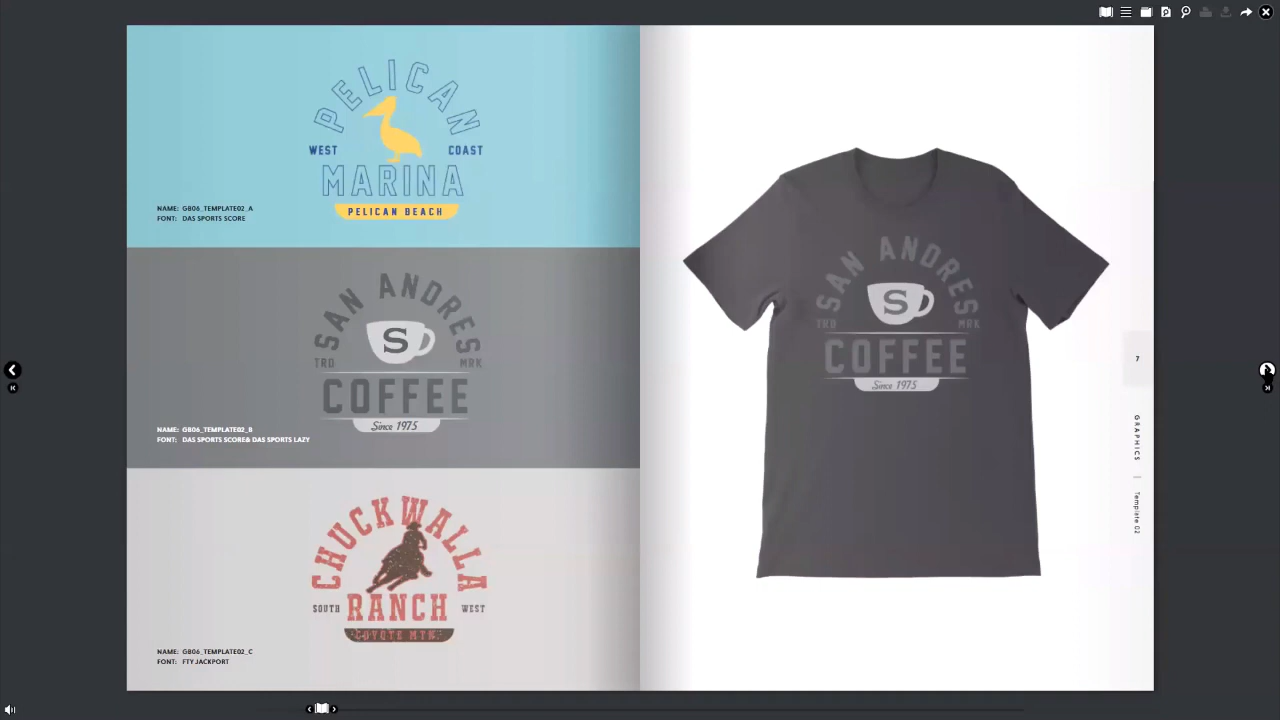 PELICAN
WEST COAST
MARINA
PELICAN BEACH
NAME: GB06_TEMPLATE02_A
FONT: DAS SPORTS SCORE
SAN ANDRES
S
TRD MRK
COFFEE
Since 1975
NAME: GB06_TEMPLATE02_B
FONT: DAS SPORTS SCORE& DAS SPORTS LAZY
CHUCKWALLA
SOUTH RANCH WEST
COYOTE MTN.
NAME: GB06_TEMPLATE02_C
FONT: FTY JACKPORT
SAN ANDRES
S
TRD MRK
COFFEE
Since 1975
7
GRAPHICS | Template 02